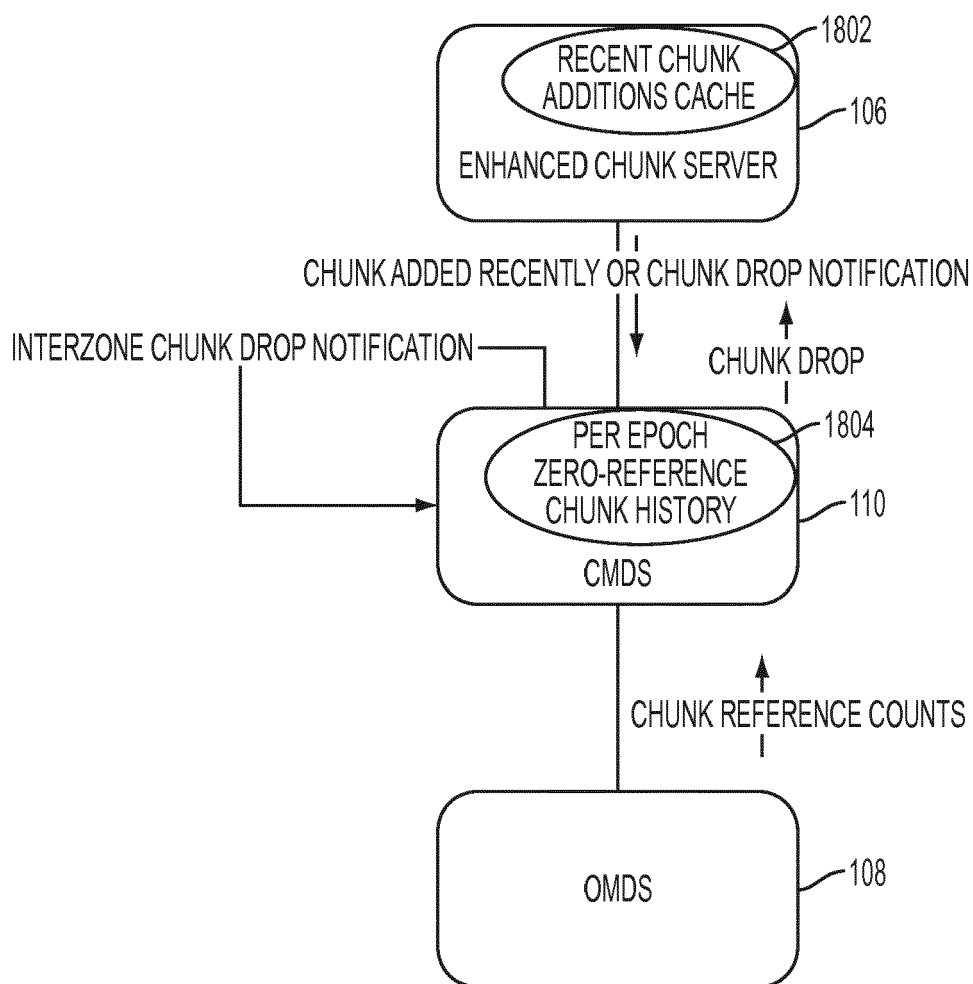 1802
RECENT CHUNK
ADDITIONS CACHE
106
ENHANCED CHUNK SERVER
CHUNK ADDED RECENTLY OR CHUNK DROP NOTIFICATION
INTERZONE CHUNK DROP NOTIFICATION
CHUNK DROP
1804
PER EPOCH
ZERO-REFERENCE
CHUNK HISTORY
110
CMDS
CHUNK REFERENCE COUNTS
OMDS
108